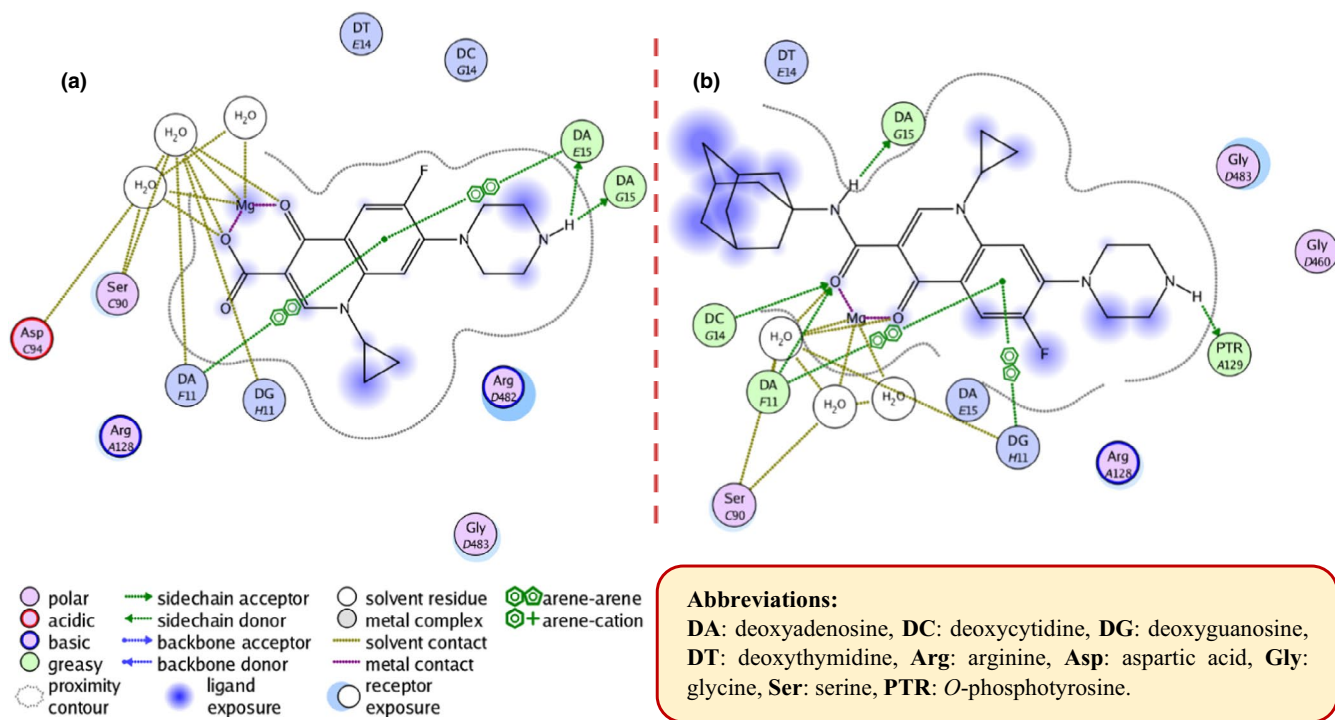 (a)
DT
E14
DC
G14
H₂O
H₂O
H₂O
Mg
O
O
O
F
N
N
N
H
DA
E15
DA
G15
Ser
C90
Asp
C94
DA
F11
DG
H11
Arg
A128
Arg
D482
Gly
D483
(b)
DT
E14
DA
G15
Gly
D483
Gly
D460
H
N
N
O
O
Mg
N
N
H
F
DC
G14
H₂O
DA
F11
H₂O
H₂O
DA
E15
DG
H11
PTR
A129
Arg
A128
Ser
C90
polar
acidic
basic
greasy
proximity
contour
sidechain acceptor
sidechain donor
backbone acceptor
backbone donor
ligand
exposure
solvent residue
metal complex
solvent contact
metal contact
receptor
exposure
arene-arene
arene-cation
Abbreviations:
DA: deoxyadenosine, DC: deoxycytidine, DG: deoxyguanosine,
DT: deoxythymidine, Arg: arginine, Asp: aspartic acid, Gly:
glycine, Ser: serine, PTR: O-phosphotyrosine.